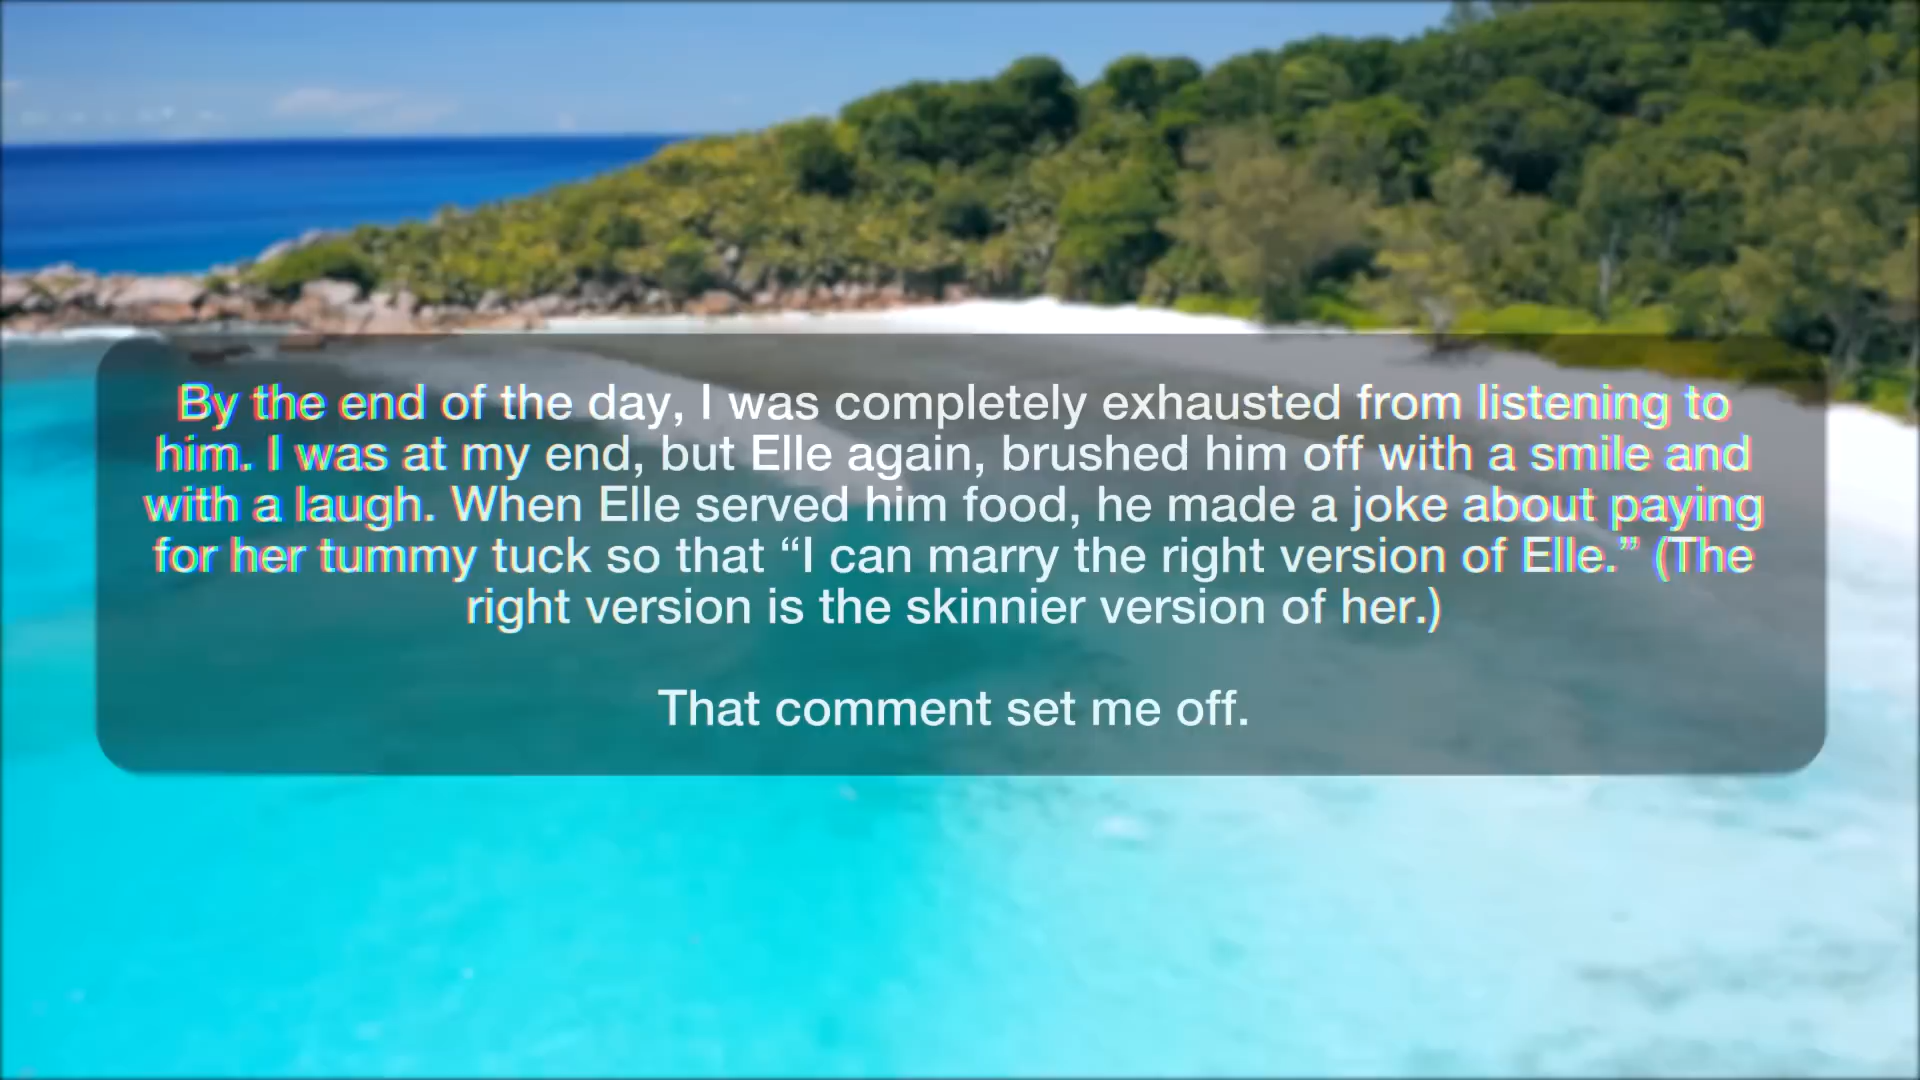 By the end of the day, I was completely exhausted from listening to
him. I was at my end, but Elle again, brushed him off with a smile and
with a laugh. When Elle served him food, he made a joke about paying
for her tummy tuck so that “I can marry the right version of Elle.” (The
right version is the skinnier version of her.)
That comment set me off.